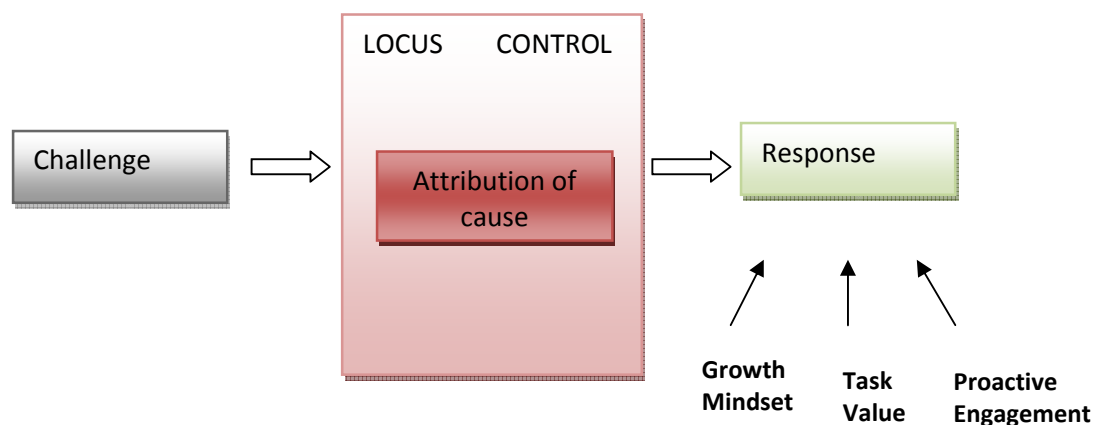 LOCUS CONTROL
Challenge
Attribution of
cause
Response
Growth
Mindset
Task
Value
Proactive
Engagement